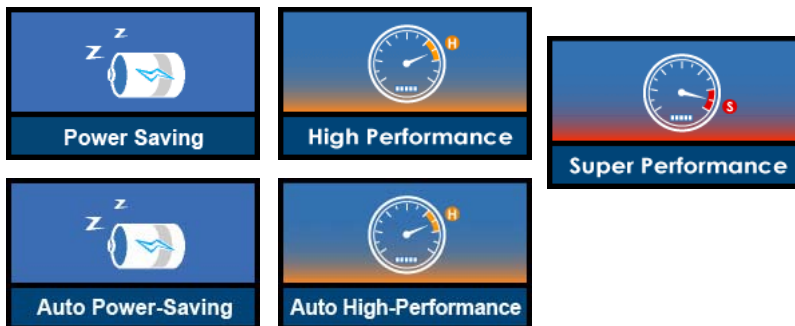 z
Z
Power Saving
H
High Performance
S
Super Performance
z
Z
Auto Power-Saving
H
Auto High-Performance